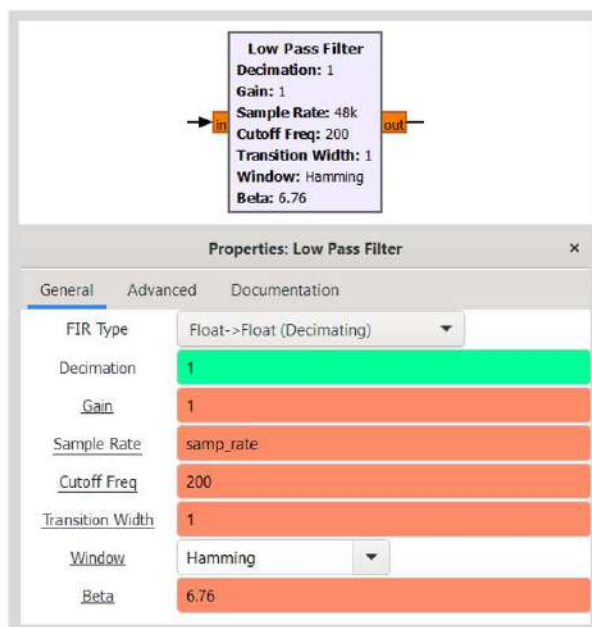 Low Pass Filter
Decimation: 1
Gain: 1
Sample Rate: 48k
in
Cutoff Freq: 200
out
Transition Width: 1
Window: Hamming
Beta: 6.76
Properties: Low Pass Filter ×
General Advanced Documentation
FIR Type Float->Float (Decimating)
Decimation 1
Gain 1
Sample Rate samp_rate
Cutoff Freq 200
Transition Width 1
Window Hamming
Beta 6.76